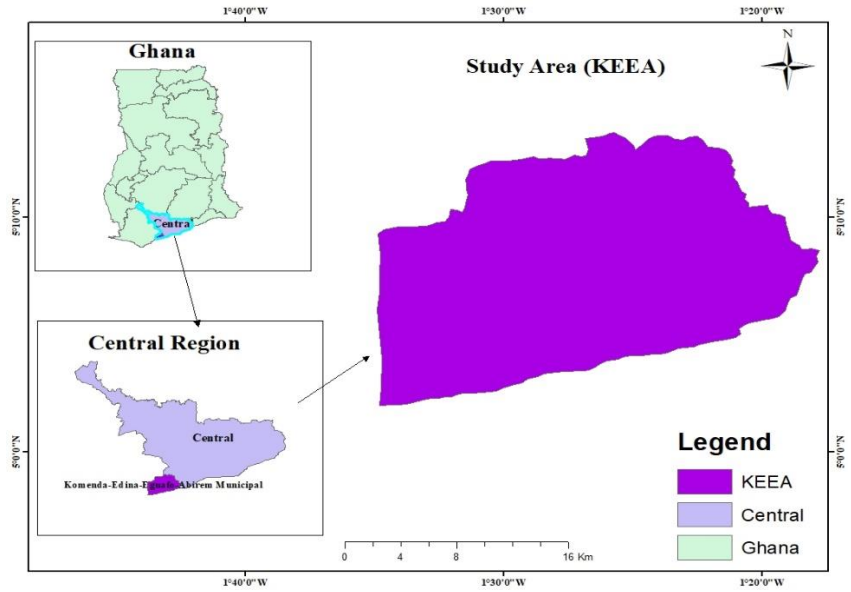 1°40'0"W
1°30'0"W
1°20'0"W
Ghana
Study Area (KEEA)
N
5°10'0"N
5°10'0"N
Centra
Central Region
Central
Komenda-Edina-Eguafo-Abirem Municipal
5°0'0"N
5°0'0"N
Legend
KEEA
Central
Ghana
0 4 8 16 Km
1°40'0"W
1°30'0"W
1°20'0"W